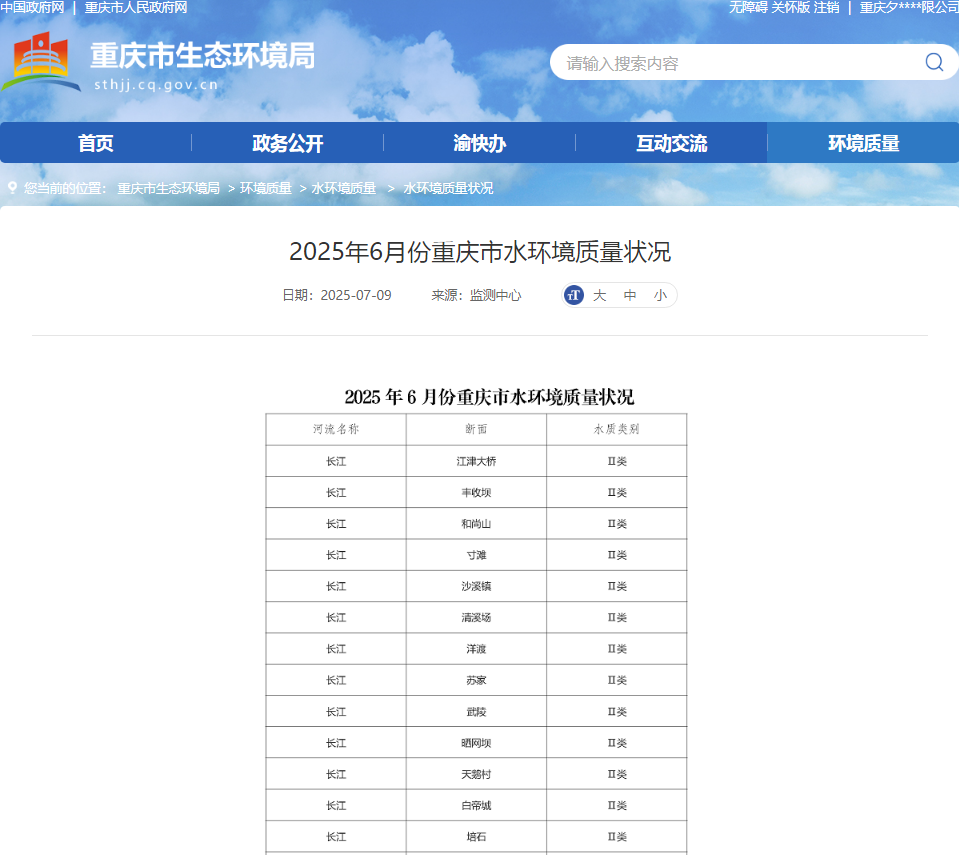 中国政府网 | 重庆市人民政府网 无障碍 关怀版 注销 | 重庆夕****限公司
重庆市生态环境局
sthjj.cq.gov.cn
请输入搜索内容
首页 政务公开 渝快办 互动交流 环境质量
您当前的位置： 重庆市生态环境局 > 环境质量 > 水环境质量 > 水环境质量状况
2025年6月份重庆市水环境质量状况
日期：2025-07-09 来源：监测中心 TT 大 中 小
2025 年 6 月份重庆市水环境质量状况
河流名称 断面 水质类别
长江 江津大桥 II类
长江 丰收坝 II类
长江 和尚山 II类
长江 寸滩 II类
长江 沙溪镇 II类
长江 清溪场 II类
长江 洋渡 II类
长江 苏家 II类
长江 武陵 II类
长江 晒网坝 II类
长江 天鹅村 II类
长江 白帝城 II类
长江 培石 II类